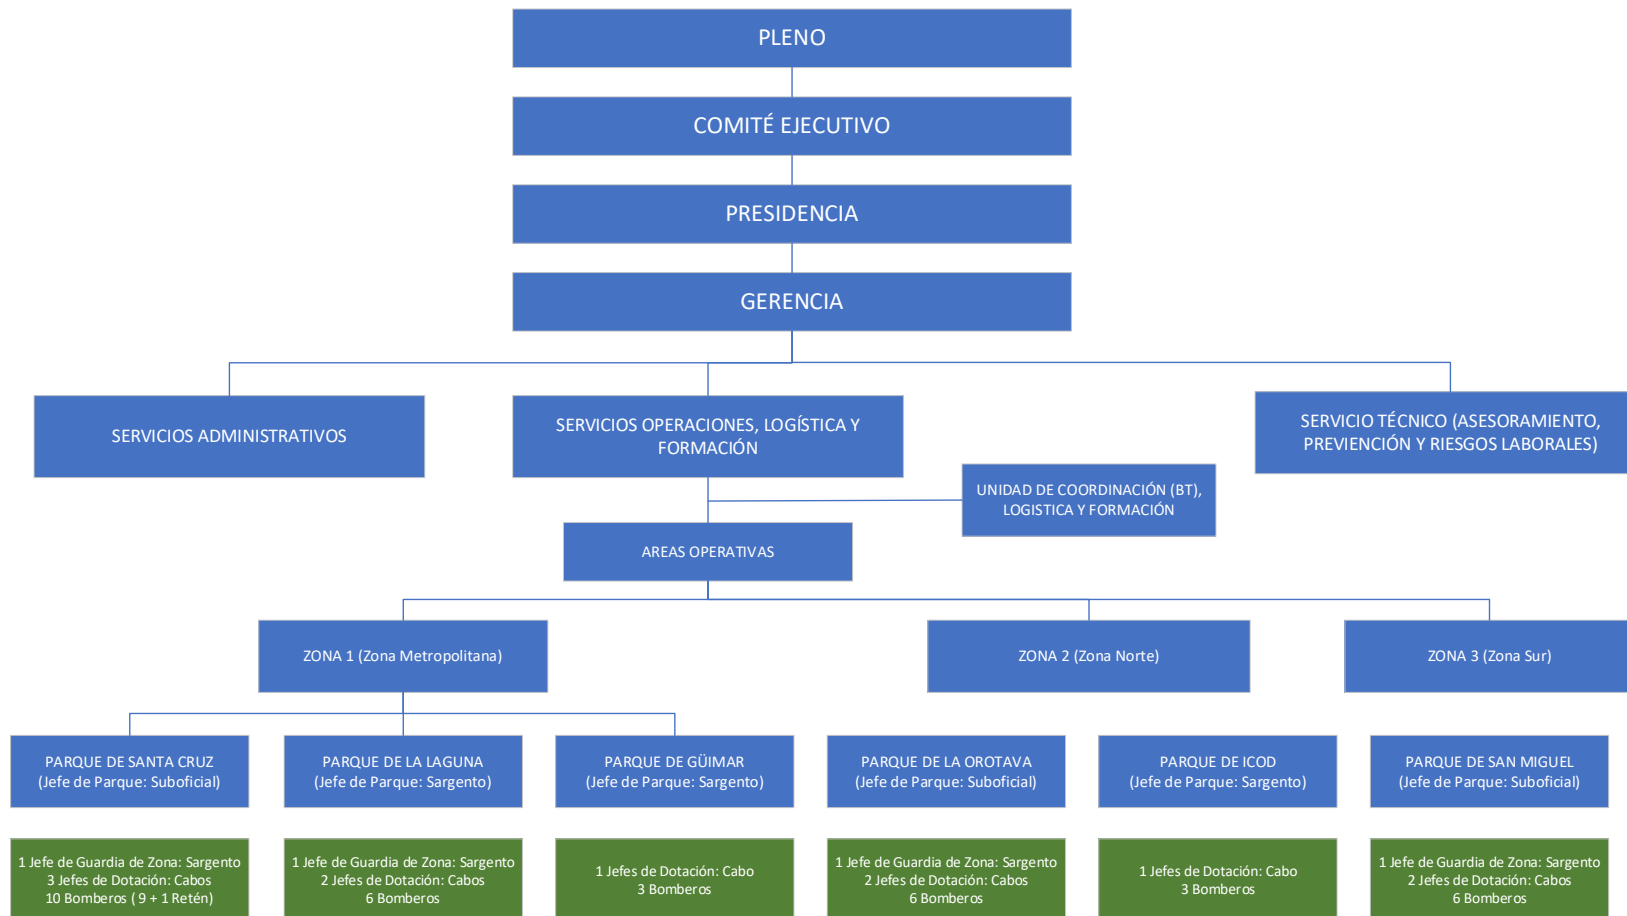 PLENO
COMITÉ EJECUTIVO
PRESIDENCIA
GERENCIA
SERVICIOS ADMINISTRATIVOS
SERVICIOS OPERACIONES, LOGÍSTICA Y
FORMACIÓN
SERVICIO TÉCNICO (ASESORAMIENTO,
PREVIENCIÓN Y RIESGOS LABORALES)
UNIDAD DE COORDINACIÓN (BT),
LOGISTICA Y FORMACIÓN
AREAS OPERATIVAS
ZONA 1 (Zona Metropolitana)
ZONA 2 (Zona Norte)
ZONA 3 (Zona Sur)
PARQUE DE SANTA CRUZ
(Jefe de Parque: Suboficial)
PARQUE DE LA LAGUNA
(Jefe de Parque: Sargento)
PARQUE DE GÜIMAR
(Jefe de Parque: Sargento)
PARQUE DE LA OROTAVA
(Jefe de Parque: Suboficial)
PARQUE DE ICOD
(Jefe de Parque: Sargento)
PARQUE DE SAN MIGUEL
(Jefe de Parque: Suboficial)
1 Jefe de Guardia de Zona: Sargento
3 Jefes de Dotación: Cabos
10 Bomberos ( 9 + 1 Retén)
1 Jefe de Guardia de Zona: Sargento
2 Jefes de Dotación: Cabos
6 Bomberos
1 Jefes de Dotación: Cabo
3 Bomberos
1 Jefe de Guardia de Zona: Sargento
2 Jefes de Dotación: Cabos
6 Bomberos
1 Jefes de Dotación: Cabo
3 Bomberos
1 Jefe de Guardia de Zona: Sargento
2 Jefes de Dotación: Cabos
6 Bomberos